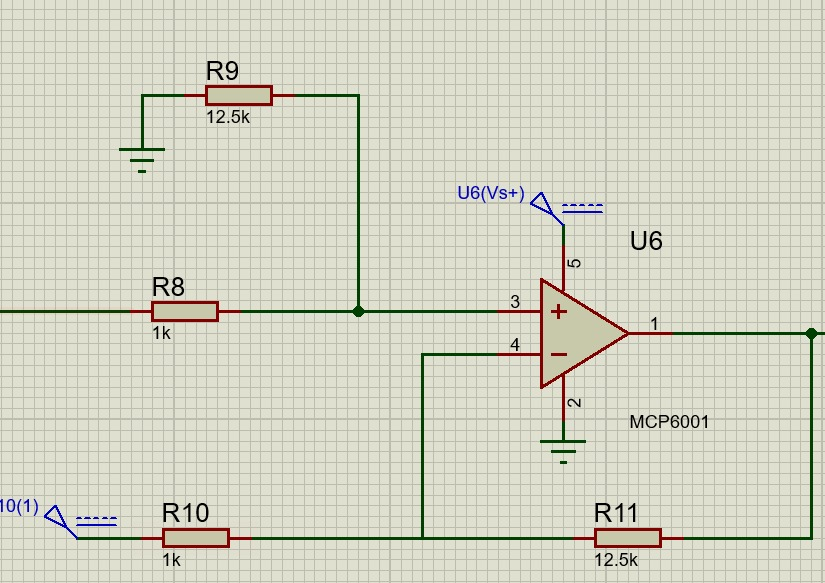 R9
12.5k
U6(Vs+)
U6
5
R8
1k
3
4
1
2
MCP6001
10(1)
R10
1k
R11
12.5k